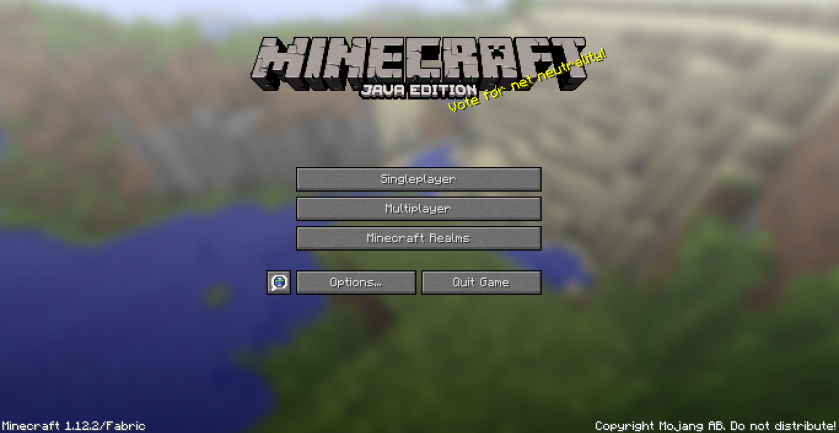 MINECRAFT
JAVA EDITION
Vote for net neutrality!
Singleplayer
Multiplayer
Minecraft Realms
Options...
Quit Game
Minecraft 1.12.2/Fabric
Copyright Mojang AB. Do not distribute!